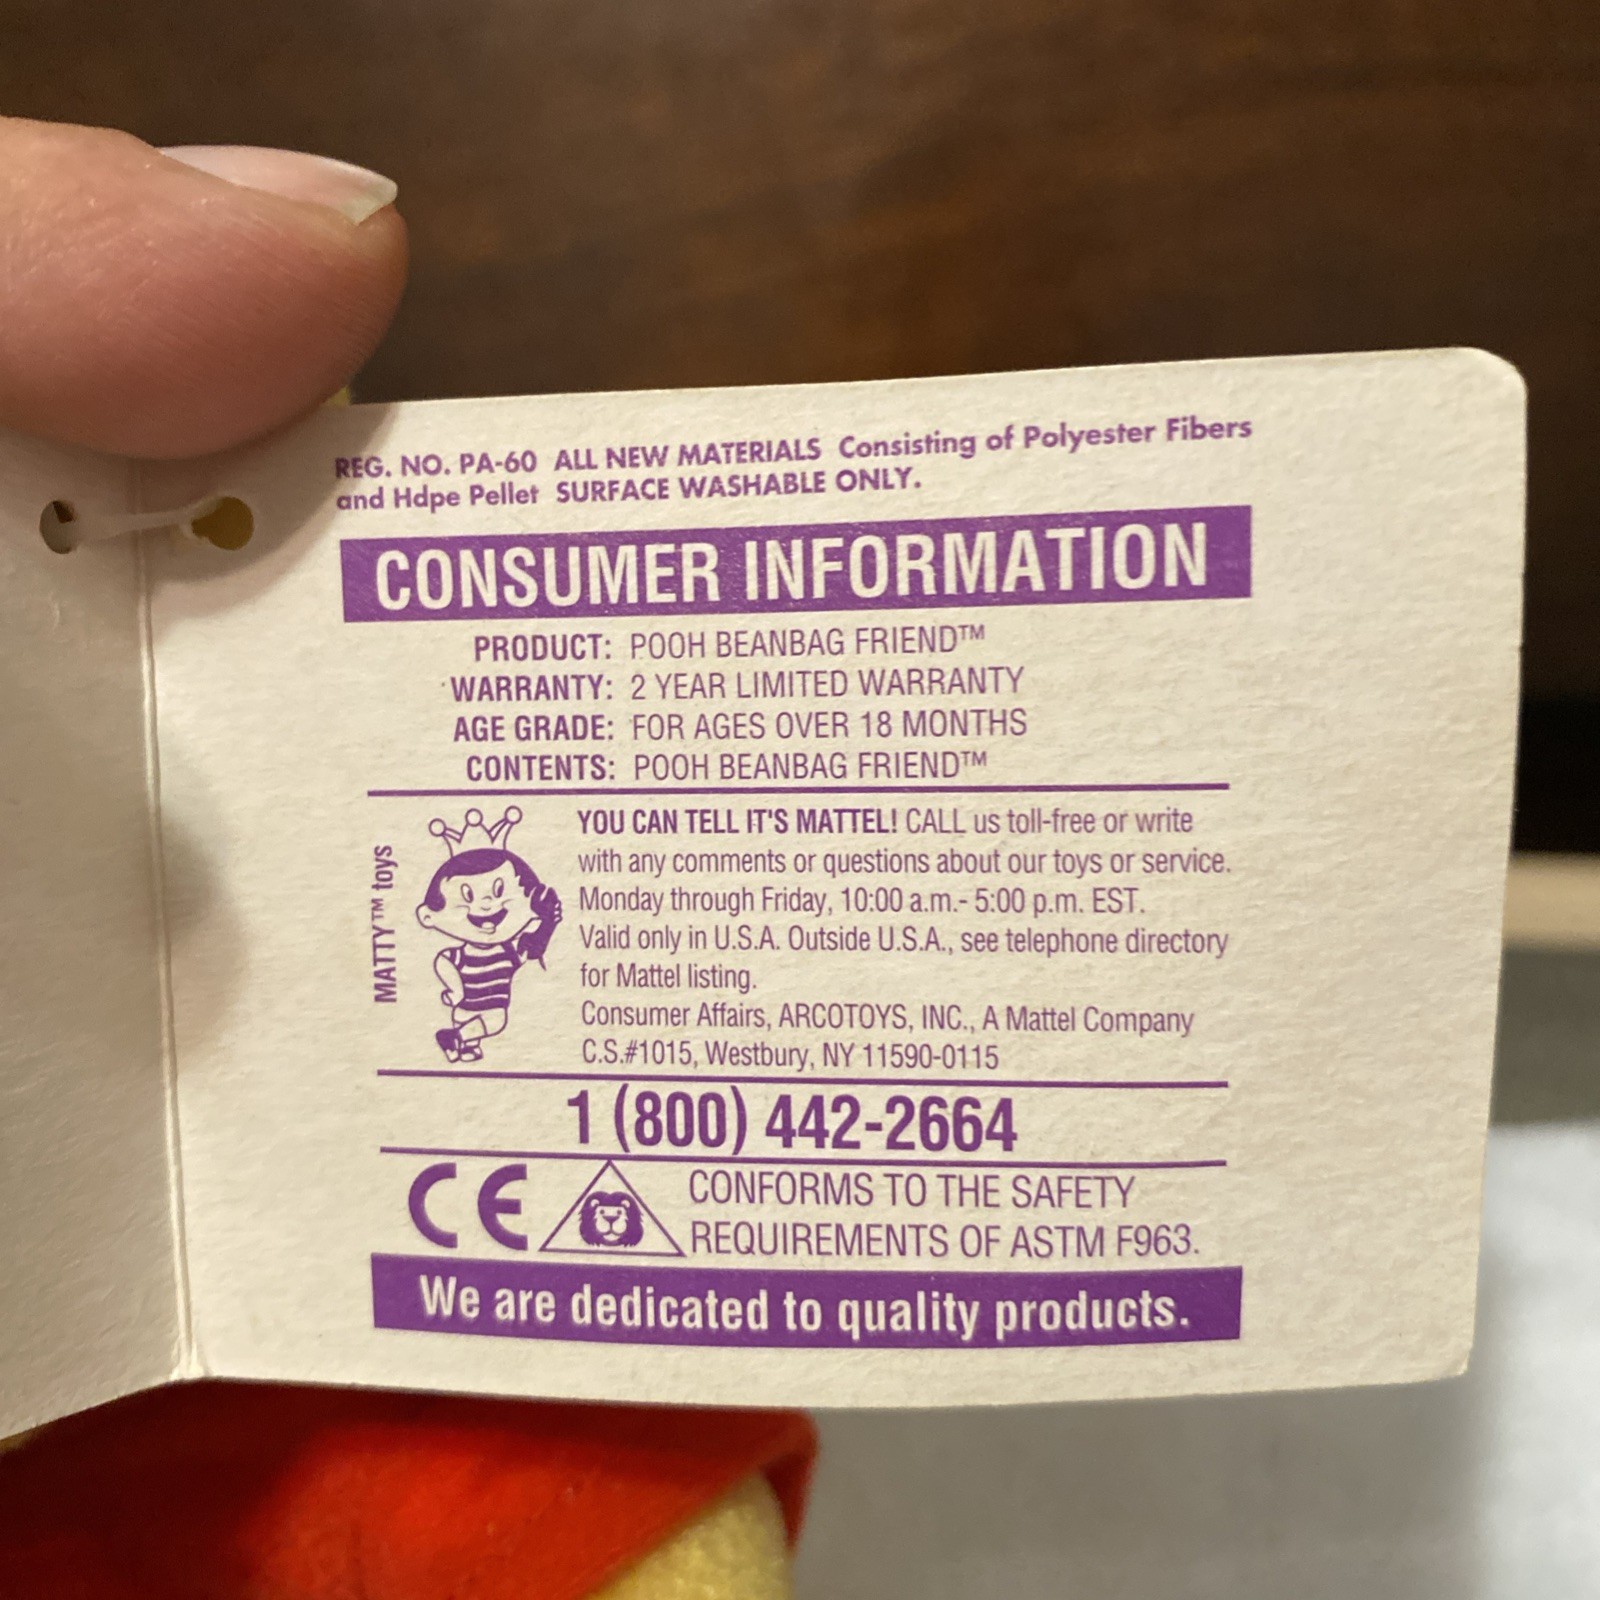 REG. NO. PA-60 ALL NEW MATERIALS Consisting of Polyester Fibers
and Hdpe Pellet SURFACE WASHABLE ONLY.
CONSUMER INFORMATION
PRODUCT: POOH BEANBAG FRIEND™
WARRANTY: 2 YEAR LIMITED WARRANTY
AGE GRADE: FOR AGES OVER 18 MONTHS
CONTENTS: POOH BEANBAG FRIEND™
MATTY™ toys
YOU CAN TELL IT'S MATTEL! CALL us toll-free or write
with any comments or questions about our toys or service.
Monday through Friday, 10:00 a.m.- 5:00 p.m. EST.
Valid only in U.S.A. Outside U.S.A., see telephone directory
for Mattel listing.
Consumer Affairs, ARCOTOYS, INC., A Mattel Company
C.S.#1015, Westbury, NY 11590-0115
1 (800) 442-2664
CE
CONFORMS TO THE SAFETY
REQUIREMENTS OF ASTM F963.
We are dedicated to quality products.